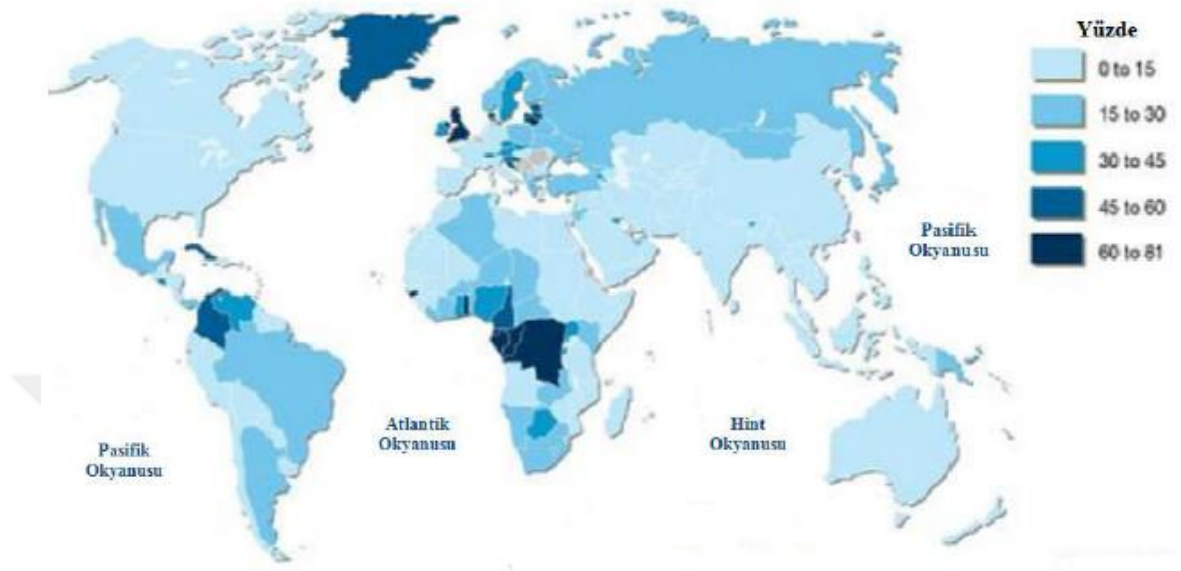 Yüzde
0 to 15
15 to 30
30 to 45
45 to 60
60 to 81
Pasifik
Okyanusu
Atlantik
Okyanusu
Hint
Okyanusu
Pasifik
Okyanusu